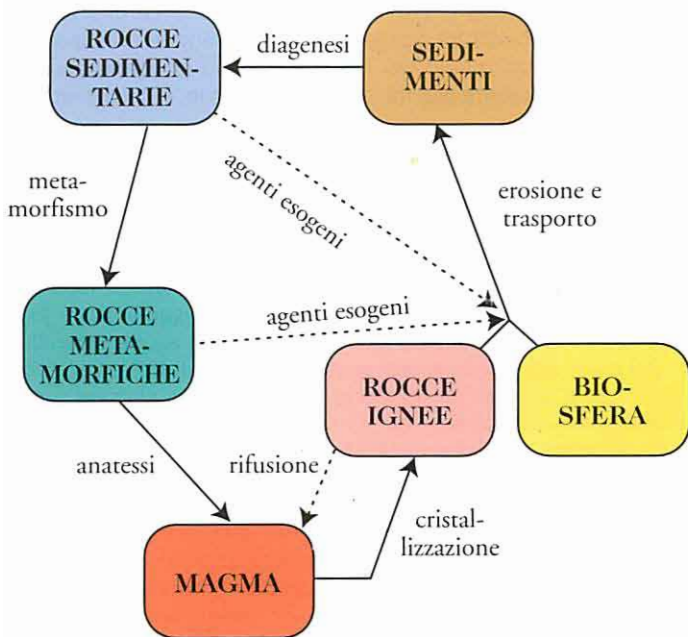 ROCCE
SEDIMEN-
TARIE
diagenesi
SEDI-
MENTI
agenti esogeni
meta-
morfismo
erosione e
trasporto
ROCCE
META-
MORFICHE
agenti esogeni
ROCCE
IGNEE
BIO-
SFERA
anatessi
rifusione
cristal-
lizzazione
MAGMA